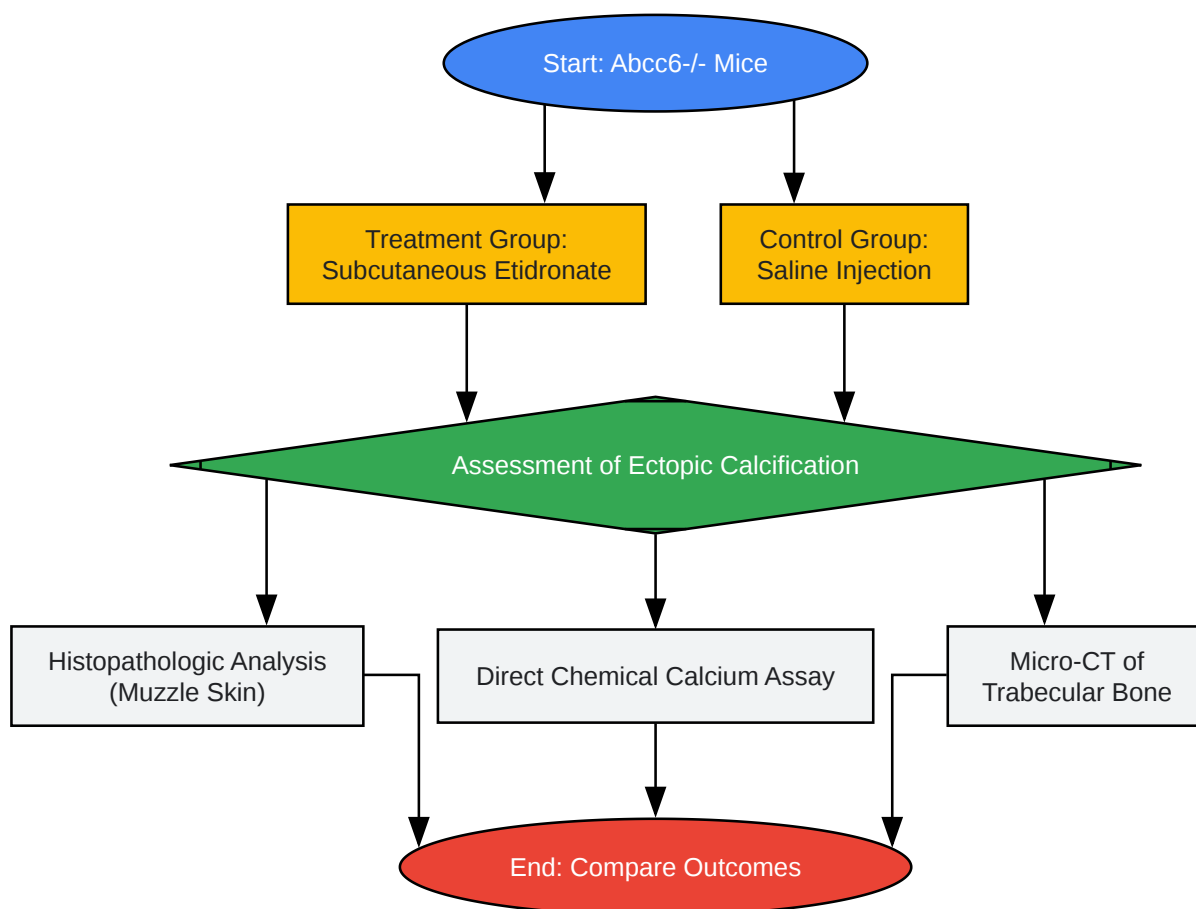 Start: Abcc6-/- Mice
Treatment Group:
Subcutaneous Etidronate
Control Group:
Saline Injection
Assessment of Ectopic Calcification
Histopathologic Analysis
(Muzzle Skin)
Direct Chemical Calcium Assay
Micro-CT of
Trabecular Bone
End: Compare Outcomes